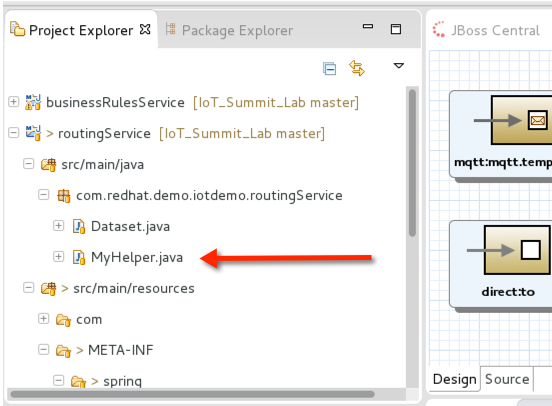 Project Explorer
Package Explorer
JBoss Central
businessRulesService [IoT_Summit_Lab master]
> routingService [IoT_Summit_Lab master]
src/main/java
com.redhat.demo.iotdemo.routingService
Dataset.java
MyHelper.java
> src/main/resources
com
> META-INF
> spring
mqtt:mqtt.temp
direct:to
Design
Source